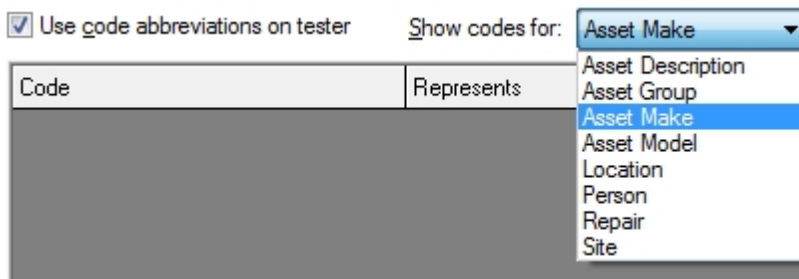 Use code abbreviations on tester Show codes for: Asset Make
Code Represents
Asset Description
Asset Group
Asset Make
Asset Model
Location
Person
Repair
Site